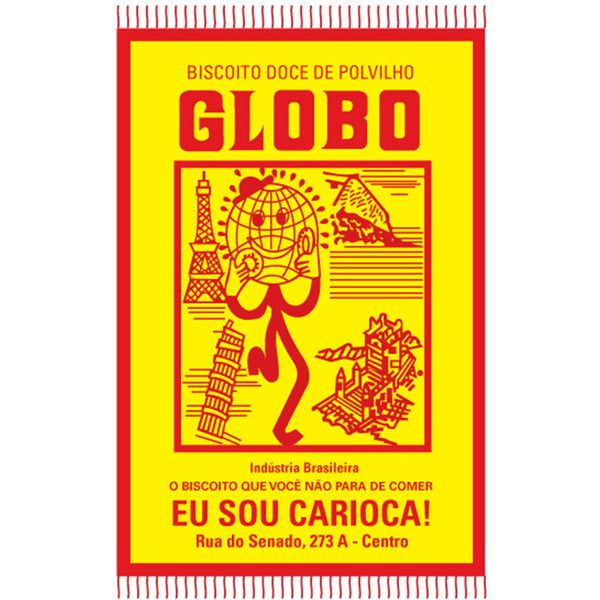 BISCOITO DOCE DE POLVILHO
GLOBO
Indústria Brasileira
O BISCOITO QUE VOCÊ NÃO PARA DE COMER
EU SOU CARIOCA!
Rua do Senado, 273 A - Centro